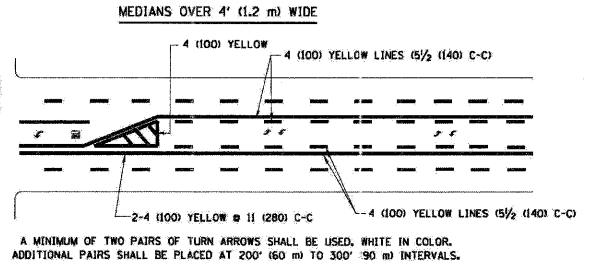 MEDIANS OVER 4' (1.2 m) WIDE
4 (100) YELLOW
4 (100) YELLOW LINES (5½ (140) C-C)
2-4 (100) YELLOW @ 11 (280) C-C
4 (100) YELLOW LINES (5½ (140) C-C)
A MINIMUM OF TWO PAIRS OF TURN ARROWS SHALL BE USED. WHITE IN COLOR.
ADDITIONAL PAIRS SHALL BE PLACED AT 200' (60 m) TO 300' (90 m) INTERVALS.